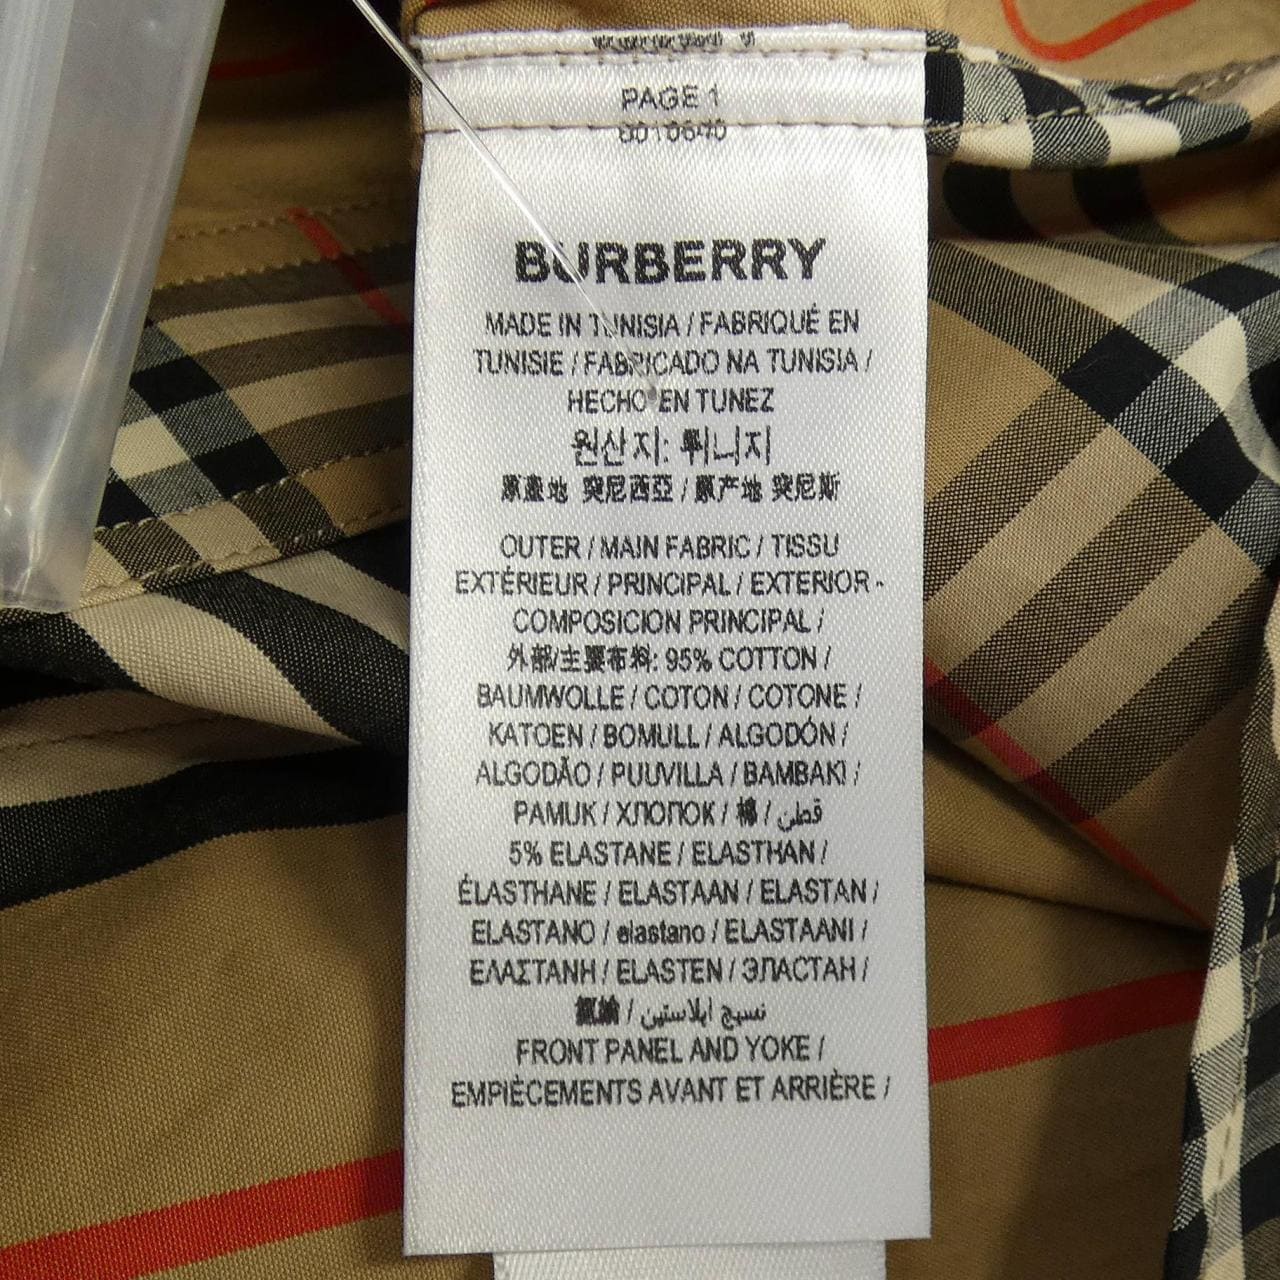 PAGE 1
8018640
BURBERRY
MADE IN TUNISIA / FABRIQUÉ EN
TUNISIE / FABRICADO NA TUNISIA /
HECHO EN TUNEZ
원산지: 튀니지
原產地 突尼西亞 / 原产地 突尼斯
OUTER / MAIN FABRIC / TISSU
EXTÉRIEUR / PRINCIPAL / EXTERIOR -
COMPOSICION PRINCIPAL /
外部/主要布料: 95% COTTON /
BAUMWOLLE / COTON / COTONE /
KATOEN / BOMULL / ALGODÓN /
ALGODÃO / PUUVILLA / BAMBAKI /
PAMUK / ХЛОПОК / 棉 / قطن
5% ELASTANE / ELASTHAN /
ÉLASTHANE / ELASTAAN / ELASTAN /
ELASTANO / elastano / ELASTAANI /
ΕΛΑΣΤΑΝΗ / ELASTEN / ЭЛАСТАН /
/ نسيج ايلاستين
FRONT PANEL AND YOKE /
EMPIÈCEMENTS AVANT ET ARRIÈRE /